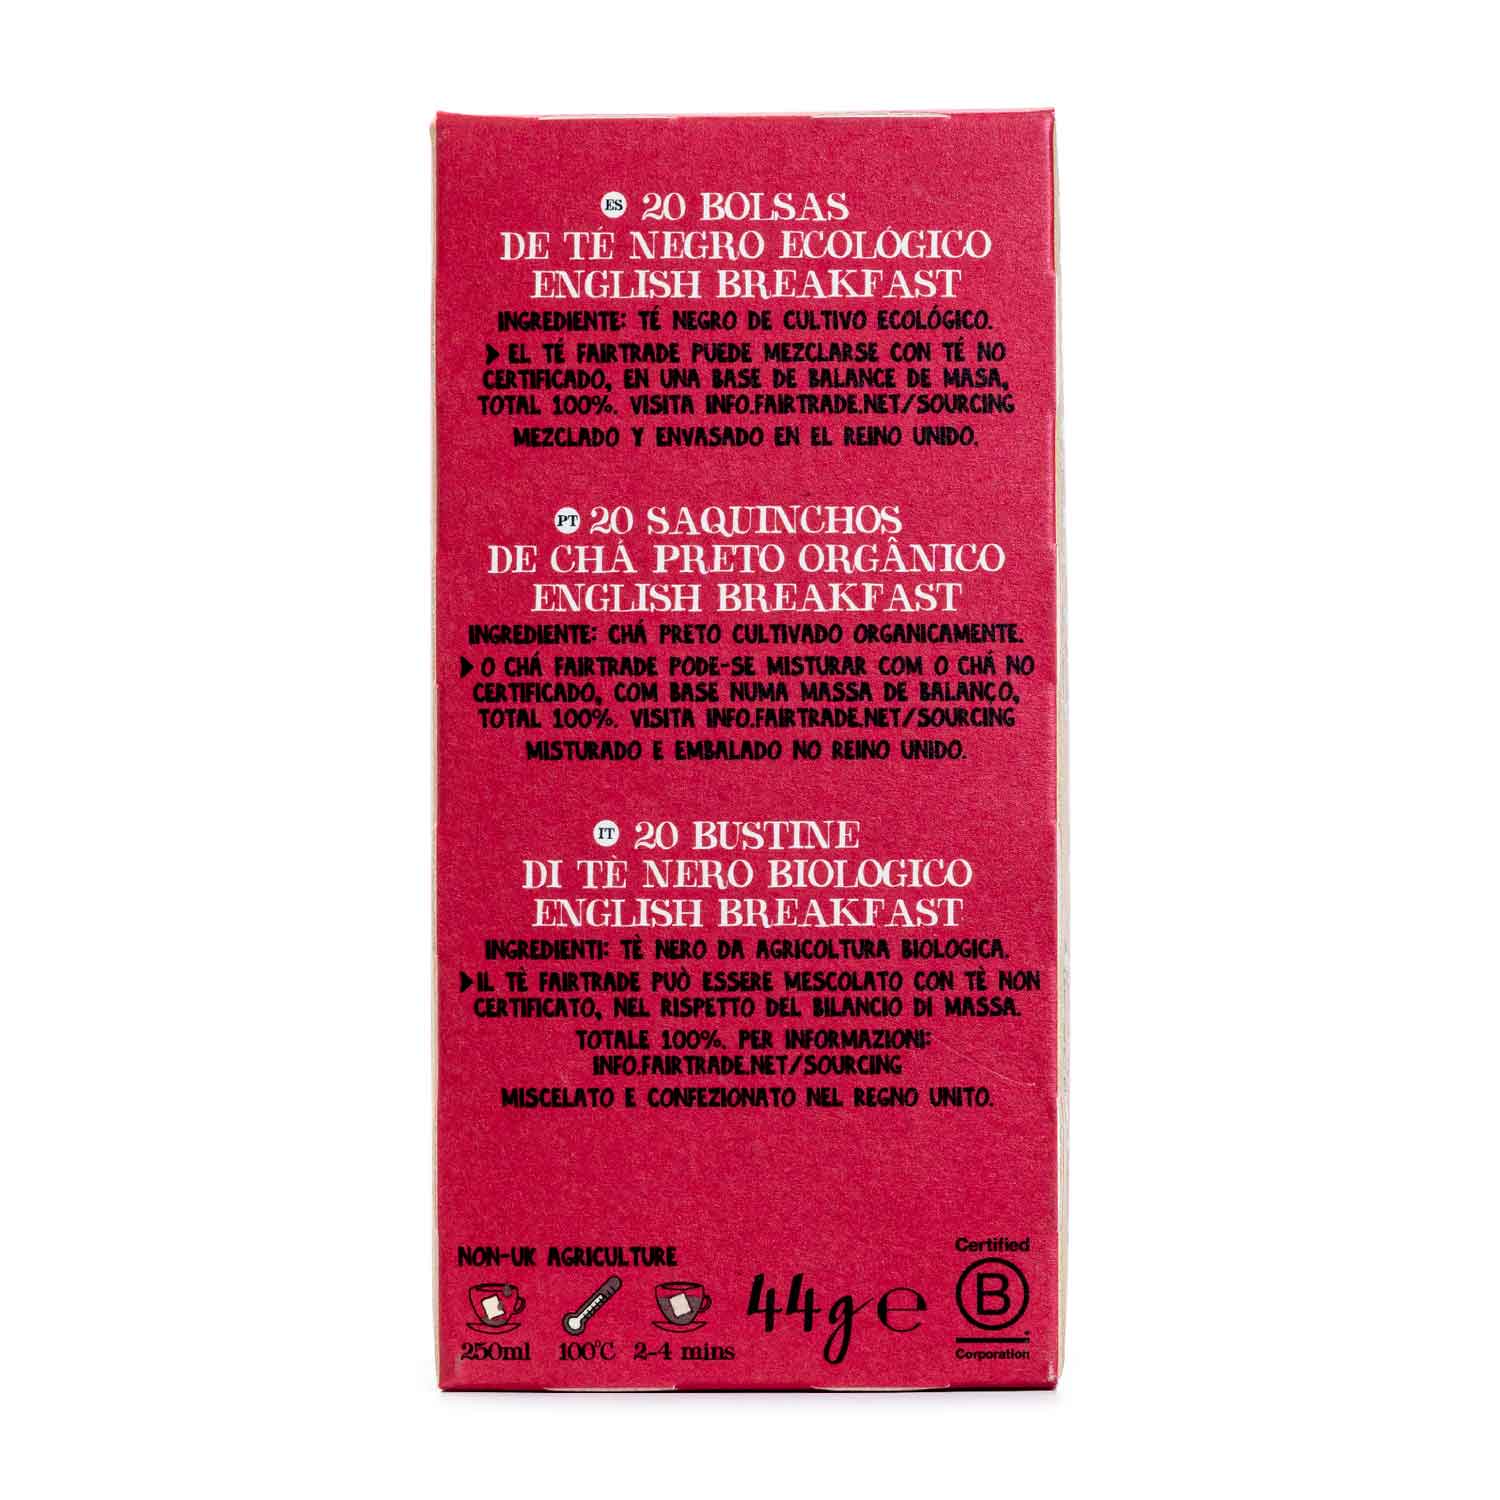 ES 20 BOLSAS
DE TÉ NEGRO ECOLÓGICO
ENGLISH BREAKFAST
INGREDIENTE: TÉ NEGRO DE CULTIVO ECOLÓGICO.
EL TÉ FAIRTRADE PUEDE MEZCLARSE CON TÉ NO
CERTIFICADO, EN UNA BASE DE BALANCE DE MASA,
TOTAL 100%. VISITA INFO.FAIRTRADE.NET/SOURCING
MEZCLADO Y ENVASADO EN EL REINO UNIDO.
PT 20 SAQUINCHOS
DE CHÁ PRETO ORGÂNICO
ENGLISH BREAKFAST
INGREDIENTE: CHÁ PRETO CULTIVADO ORGANICAMENTE.
O CHÁ FAIRTRADE PODE-SE MISTURAR COM O CHÁ NO
CERTIFICADO, COM BASE NUMA MASSA DE BALANÇO,
TOTAL 100%. VISITA INFO.FAIRTRADE.NET/SOURCING
MISTURADO E EMBALADO NO REINO UNIDO.
IT 20 BUSTINE
DI TÈ NERO BIOLOGICO
ENGLISH BREAKFAST
INGREDIENTI: TÈ NERO DA AGRICOLTURA BIOLOGICA.
IL TÈ FAIRTRADE PUÒ ESSERE MESCOLATO CON TÈ NON
CERTIFICATO, NEL RISPETTO DEL BILANCIO DI MASSA.
TOTALE 100%. PER INFORMAZIONI:
INFO.FAIRTRADE.NET/SOURCING
MISCELATO E CONFEZIONATO NEL REGNO UNITO.
NON-UK AGRICULTURE
250ml 100°C 2-4 mins
44g e
Certified
B
Corporation